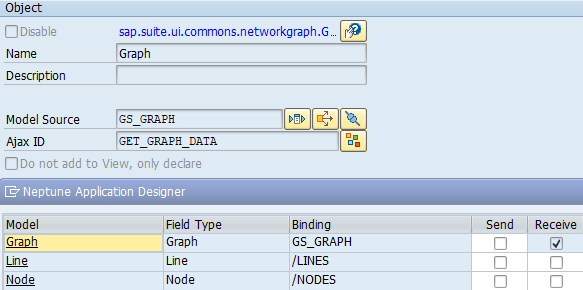 Object
Disable sap.suite.ui.commons.networkgraph.G...
Name Graph
Description
Model Source GS_GRAPH
Ajax ID GET_GRAPH_DATA
Do not add to View, only declare
Neptune Application Designer
Model Field Type Binding Send Receive
Graph Graph GS_GRAPH
Line Line /LINES
Node Node /NODES